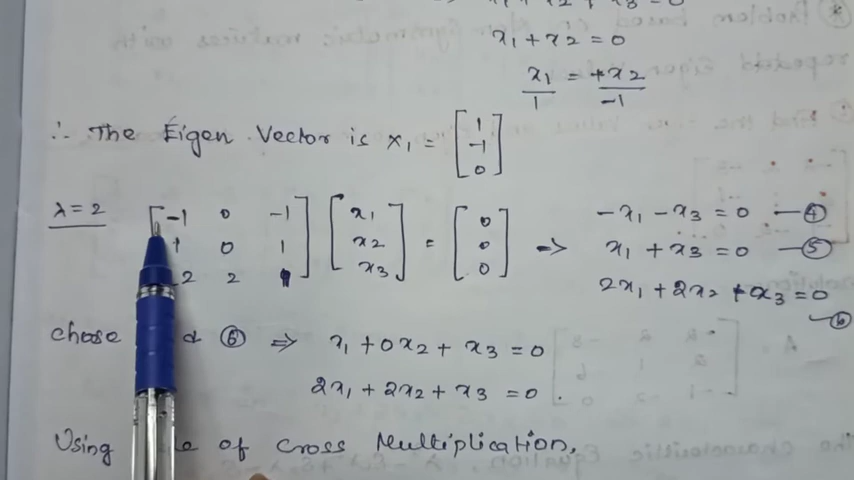 x1 + x2 = 0
x1/1 = +x2/-1
∴ The Eigen Vector is x1 = [1 -1 0]
λ=2 [-1 0 -1] [x1] [0] ⇒ -x1 - x3 = 0 —④
1 0 1 x2 = 0 x1 + x3 = 0 —⑤
2 2 1 x3 0 2x1 + 2x2 + x3 = 0 —⑥
chose ⑥ ⇒ x1 + 0x2 + x3 = 0
2x1 + 2x2 + x3 = 0.
Using of cross Multiplication,